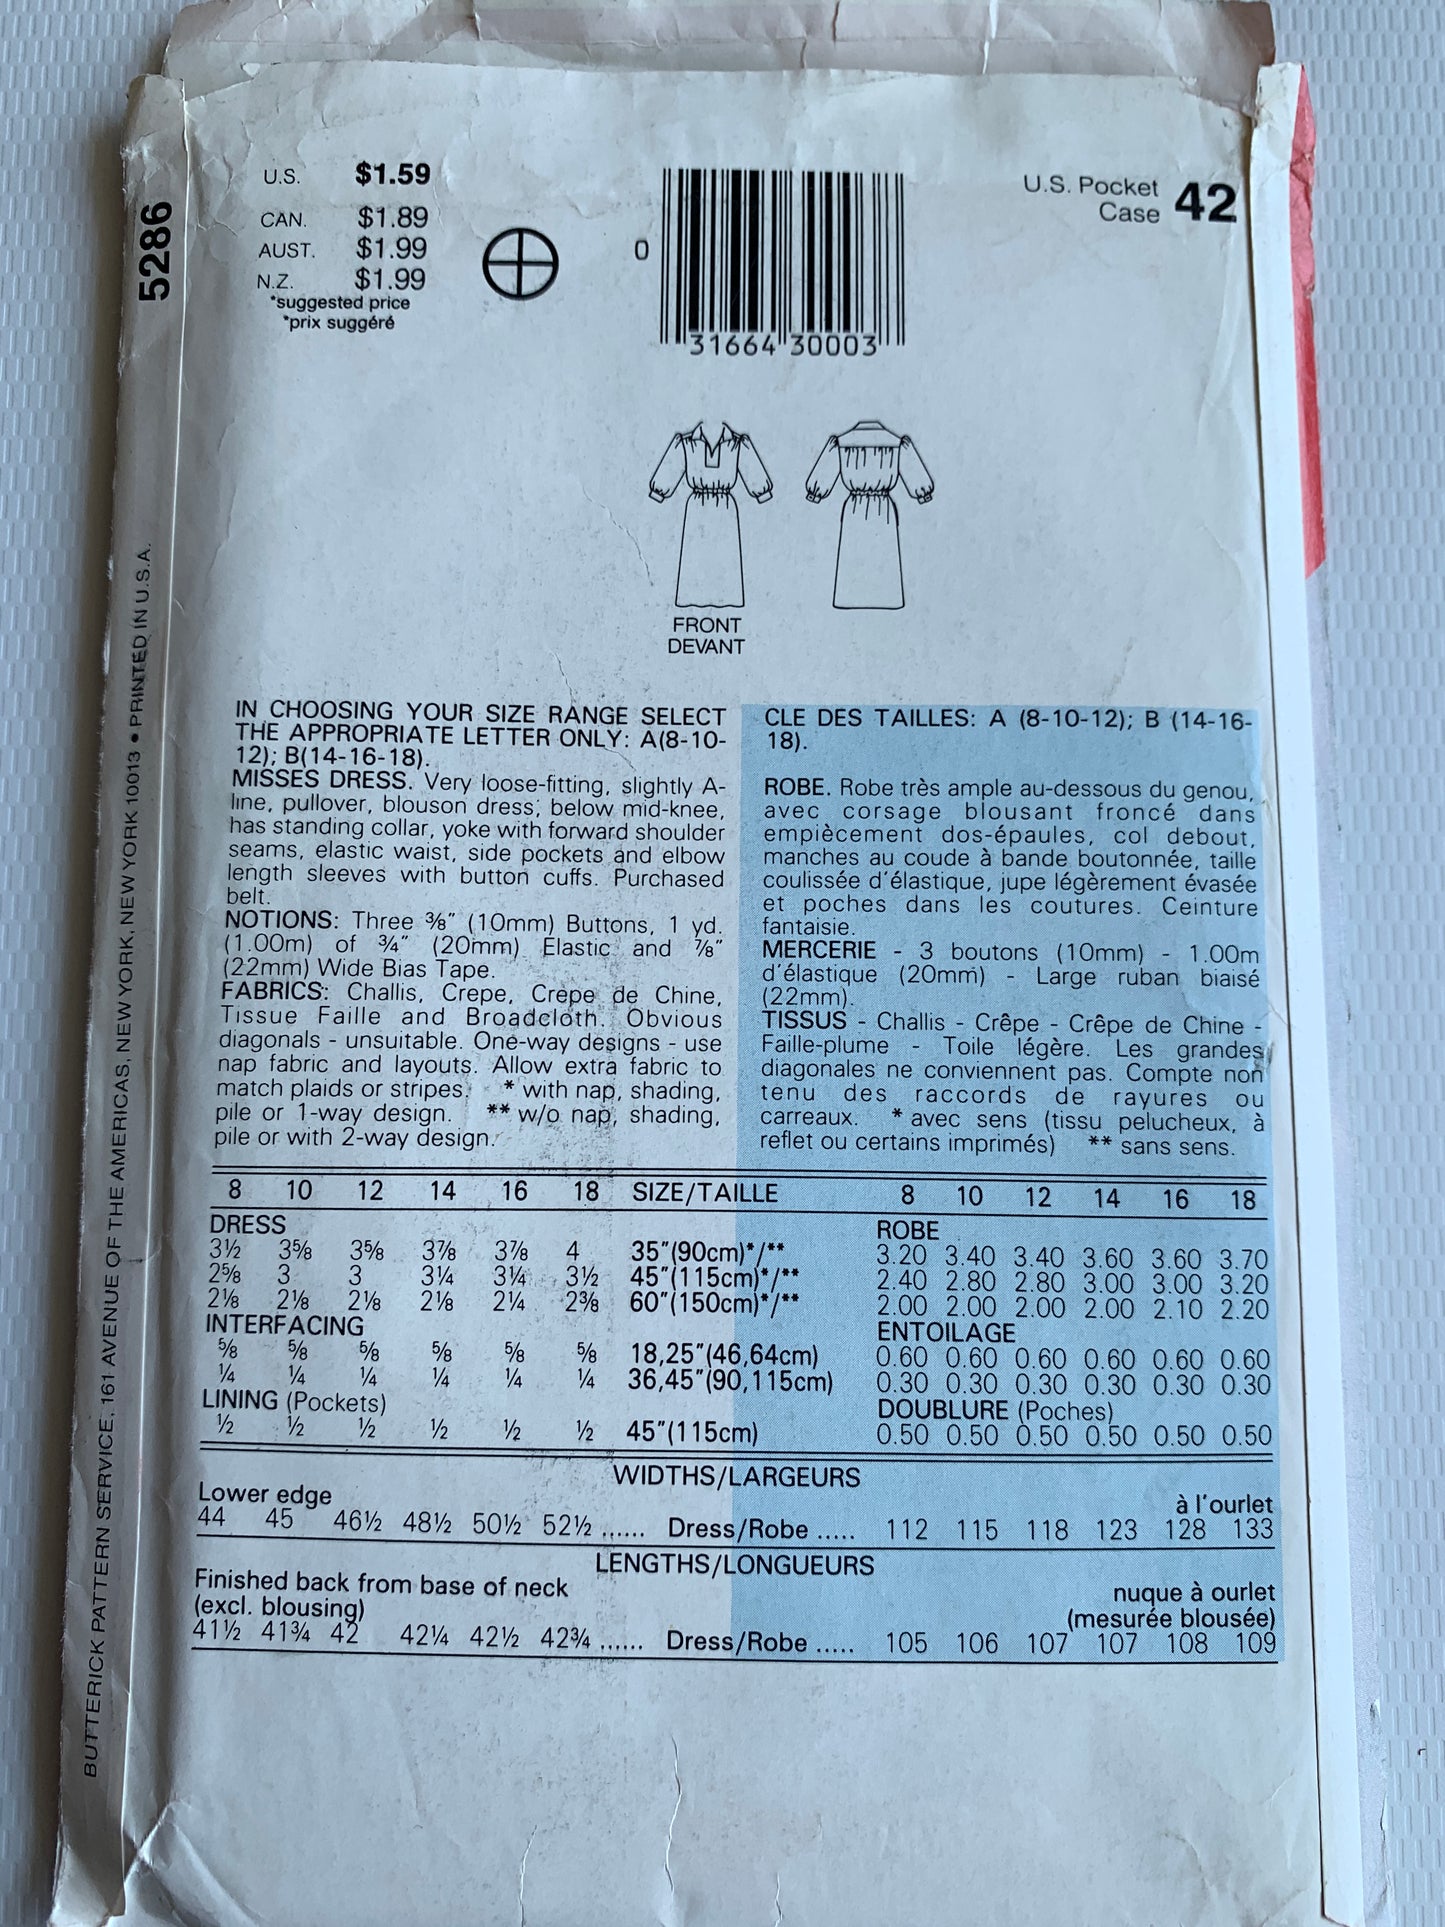 5286
BUTTERICK PATTERN SERVICE, 161 AVENUE OF THE AMERICAS, NEW YORK, NEW YORK 10013 • PRINTED IN U.S.A.
U.S. $1.59
CAN. $1.89
AUST. $1.99
N.Z. $1.99
*suggested price
*prix suggéré
0 31664 30003
U.S. Pocket
Case 42
FRONT
DEVANT
IN CHOOSING YOUR SIZE RANGE SELECT
THE APPROPRIATE LETTER ONLY: A(8-10-
12); B(14-16-18).
MISSES DRESS. Very loose-fitting, slightly A-
line, pullover, blouson dress; below mid-knee,
has standing collar, yoke with forward shoulder
seams, elastic waist, side pockets and elbow
length sleeves with button cuffs. Purchased
belt.
NOTIONS: Three ⅜" (10mm) Buttons, 1 yd.
(1.00m) of ¾" (20mm) Elastic and ⅞"
(22mm) Wide Bias Tape.
FABRICS: Challis, Crepe, Crepe de Chine,
Tissue Faille and Broadcloth. Obvious
diagonals - unsuitable. One-way designs - use
nap fabric and layouts. Allow extra fabric to
match plaids or stripes. * with nap, shading,
pile or 1-way design. ** w/o nap, shading,
pile or with 2-way design.
CLE DES TAILLES: A (8-10-12); B (14-16-
18).
ROBE. Robe très ample au-dessous du genou,
avec corsage blousant froncé dans
empiècement dos-épaules, col debout,
manches au coude à bande boutonnée, taille
coulissée d'élastique, jupe légèrement évasée
et poches dans les coutures. Ceinture
fantaisie.
MERCERIE - 3 boutons (10mm) - 1.00m
d'élastique (20mm) - Large ruban biaisé
(22mm).
TISSUS - Challis - Crêpe - Crêpe de Chine -
Faille-plume - Toile légère. Les grandes
diagonales ne conviennent pas. Compte non
tenu des raccords de rayures ou
carreaux. * avec sens (tissu pelucheux, à
reflet ou certains imprimés) ** sans sens.
8 10 12 14 16 18 SIZE/TAILLE 8 10 12 14 16 18
DRESS ROBE
3½ 3⅝ 3⅝ 3⅞ 3⅞ 4 35"(90cm)*/** 3.20 3.40 3.40 3.60 3.60 3.70
2⅝ 3 3 3¼ 3¼ 3½ 45"(115cm)*/** 2.40 2.80 2.80 3.00 3.00 3.20
2⅛ 2⅛ 2⅛ 2⅛ 2¼ 2⅜ 60"(150cm)*/** 2.00 2.00 2.00 2.00 2.10 2.20
INTERFACING ENTOILAGE
⅝ ⅝ ⅝ ⅝ ⅝ ⅝ 18,25"(46,64cm) 0.60 0.60 0.60 0.60 0.60 0.60
¼ ¼ ¼ ¼ ¼ ¼ 36,45"(90,115cm) 0.30 0.30 0.30 0.30 0.30 0.30
LINING (Pockets) DOUBLURE (Poches)
½ ½ ½ ½ ½ ½ 45"(115cm) 0.50 0.50 0.50 0.50 0.50 0.50
WIDTHS/LARGEURS
Lower edge à l'ourlet
44 45 46½ 48½ 50½ 52½ ...... Dress/Robe ..... 112 115 118 123 128 133
LENGTHS/LONGUEURS
Finished back from base of neck nuque à ourlet
(excl. blousing) (mesurée blousée)
41½ 41¾ 42 42¼ 42½ 42¾ ...... Dress/Robe ..... 105 106 107 107 108 109